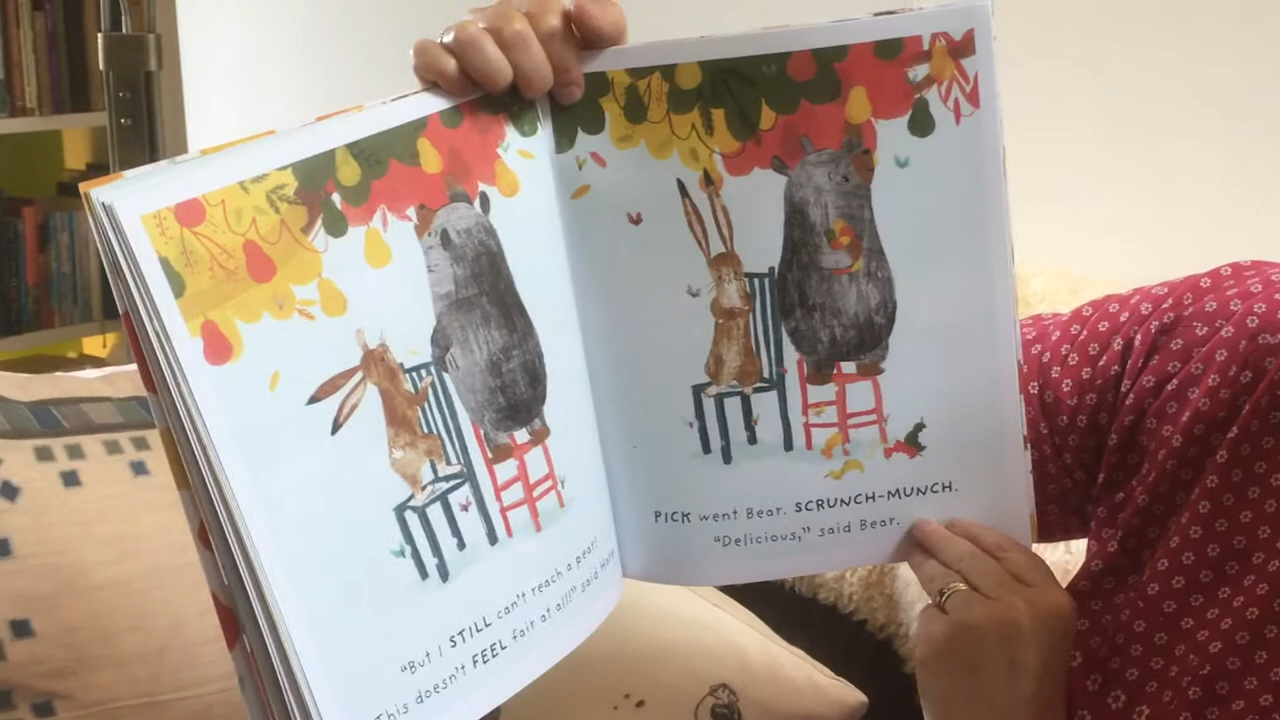 "But I STILL can't reach a pear!
This doesn't FEEL fair at all!" said Hare.
PICK went Bear. SCRUNCH-MUNCH.
"Delicious," said Bear.